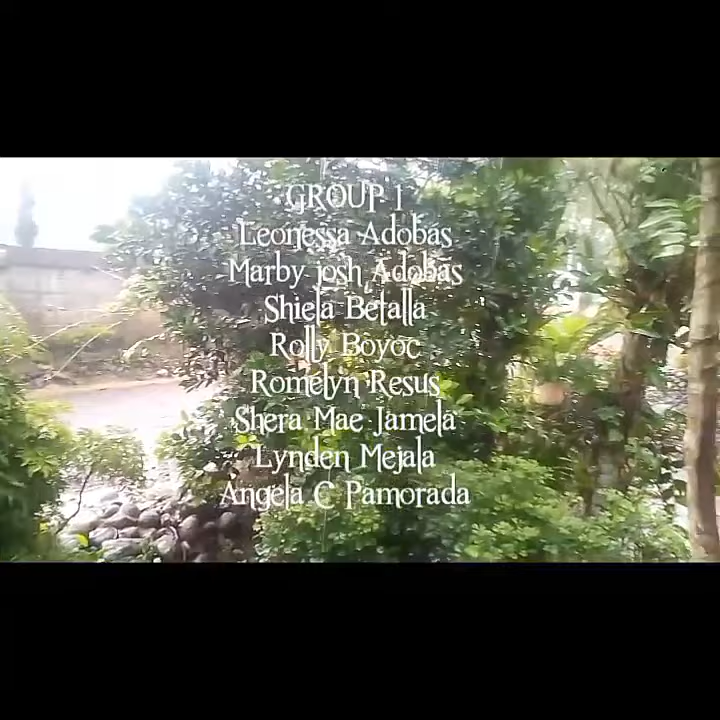 GROUP 1
Leonessa Adobas
Marby josh Adobas
Shiela Betalla
Rolly Boyoc
Romelyn Resus
Shera Mae Jamela
Lynden Mejala
Angela C Pamorada